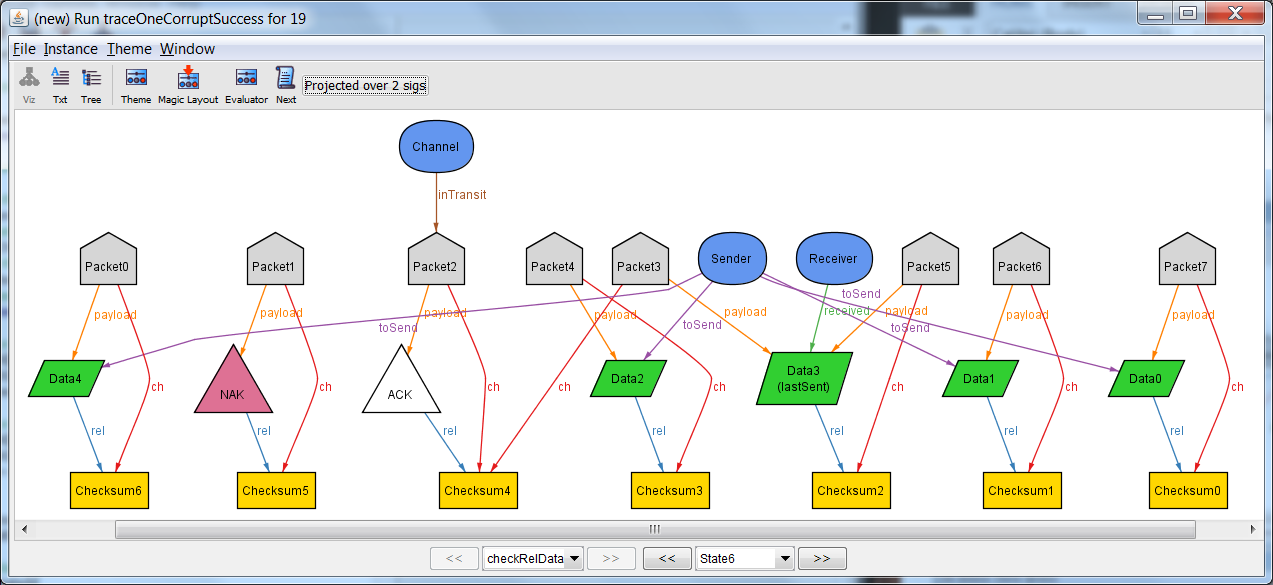 (new) Run traceOneCorruptSuccess for 19
File Instance Theme Window
Viz Txt Tree Theme Magic Layout Evaluator Next Projected over 2 sigs
Channel
inTransit
Packet0 Packet1 Packet2 Packet4 Packet3 Sender Receiver Packet5 Packet6 Packet7
toSend
payload payload payload payload payload received payload payload payload
toSend toSend toSend
Data4 NAK ACK Data2 Data3 (lastSent) Data1 Data0
ch ch ch ch ch ch ch ch
rel rel rel rel rel rel rel
Checksum6 Checksum5 Checksum4 Checksum3 Checksum2 Checksum1 Checksum0
<< checkRelData >> << State6 >>